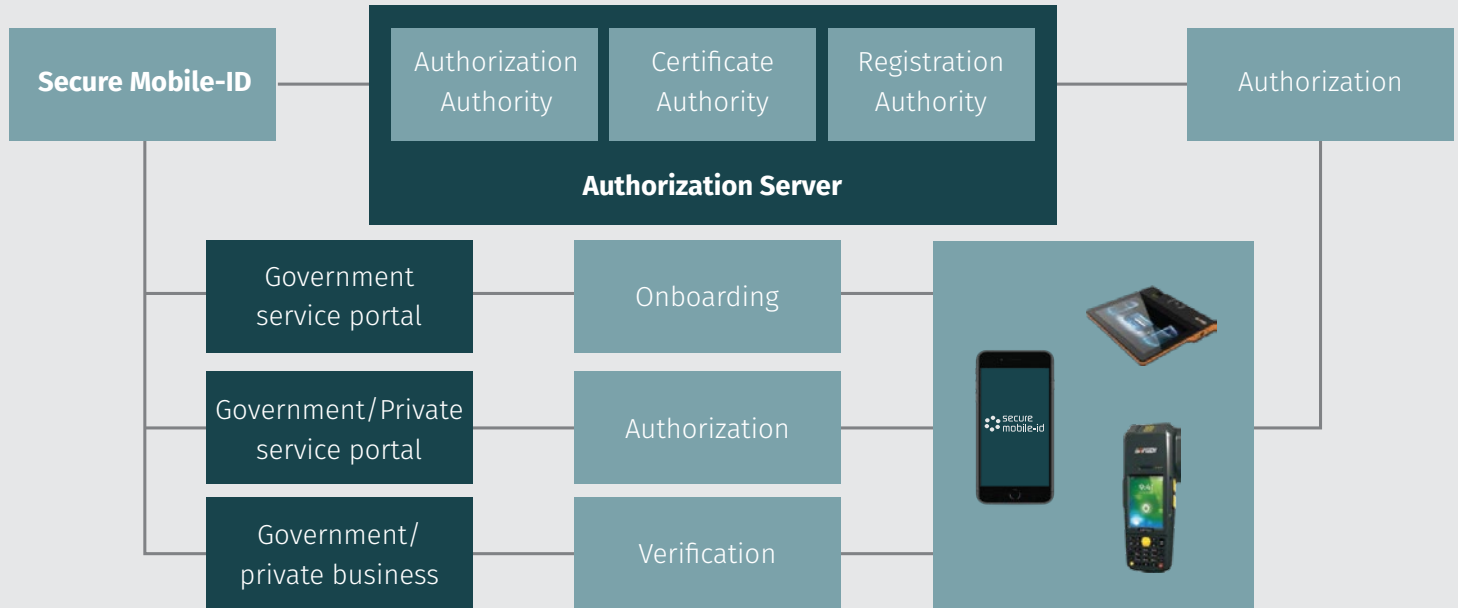 Secure Mobile-ID
Authorization
Authority
Certificate
Authority
Registration
Authority
Authorization Server
Authorization
Government
service portal
Onboarding
Government/Private
service portal
Authorization
Government/
private business
Verification
secure
mobile-id